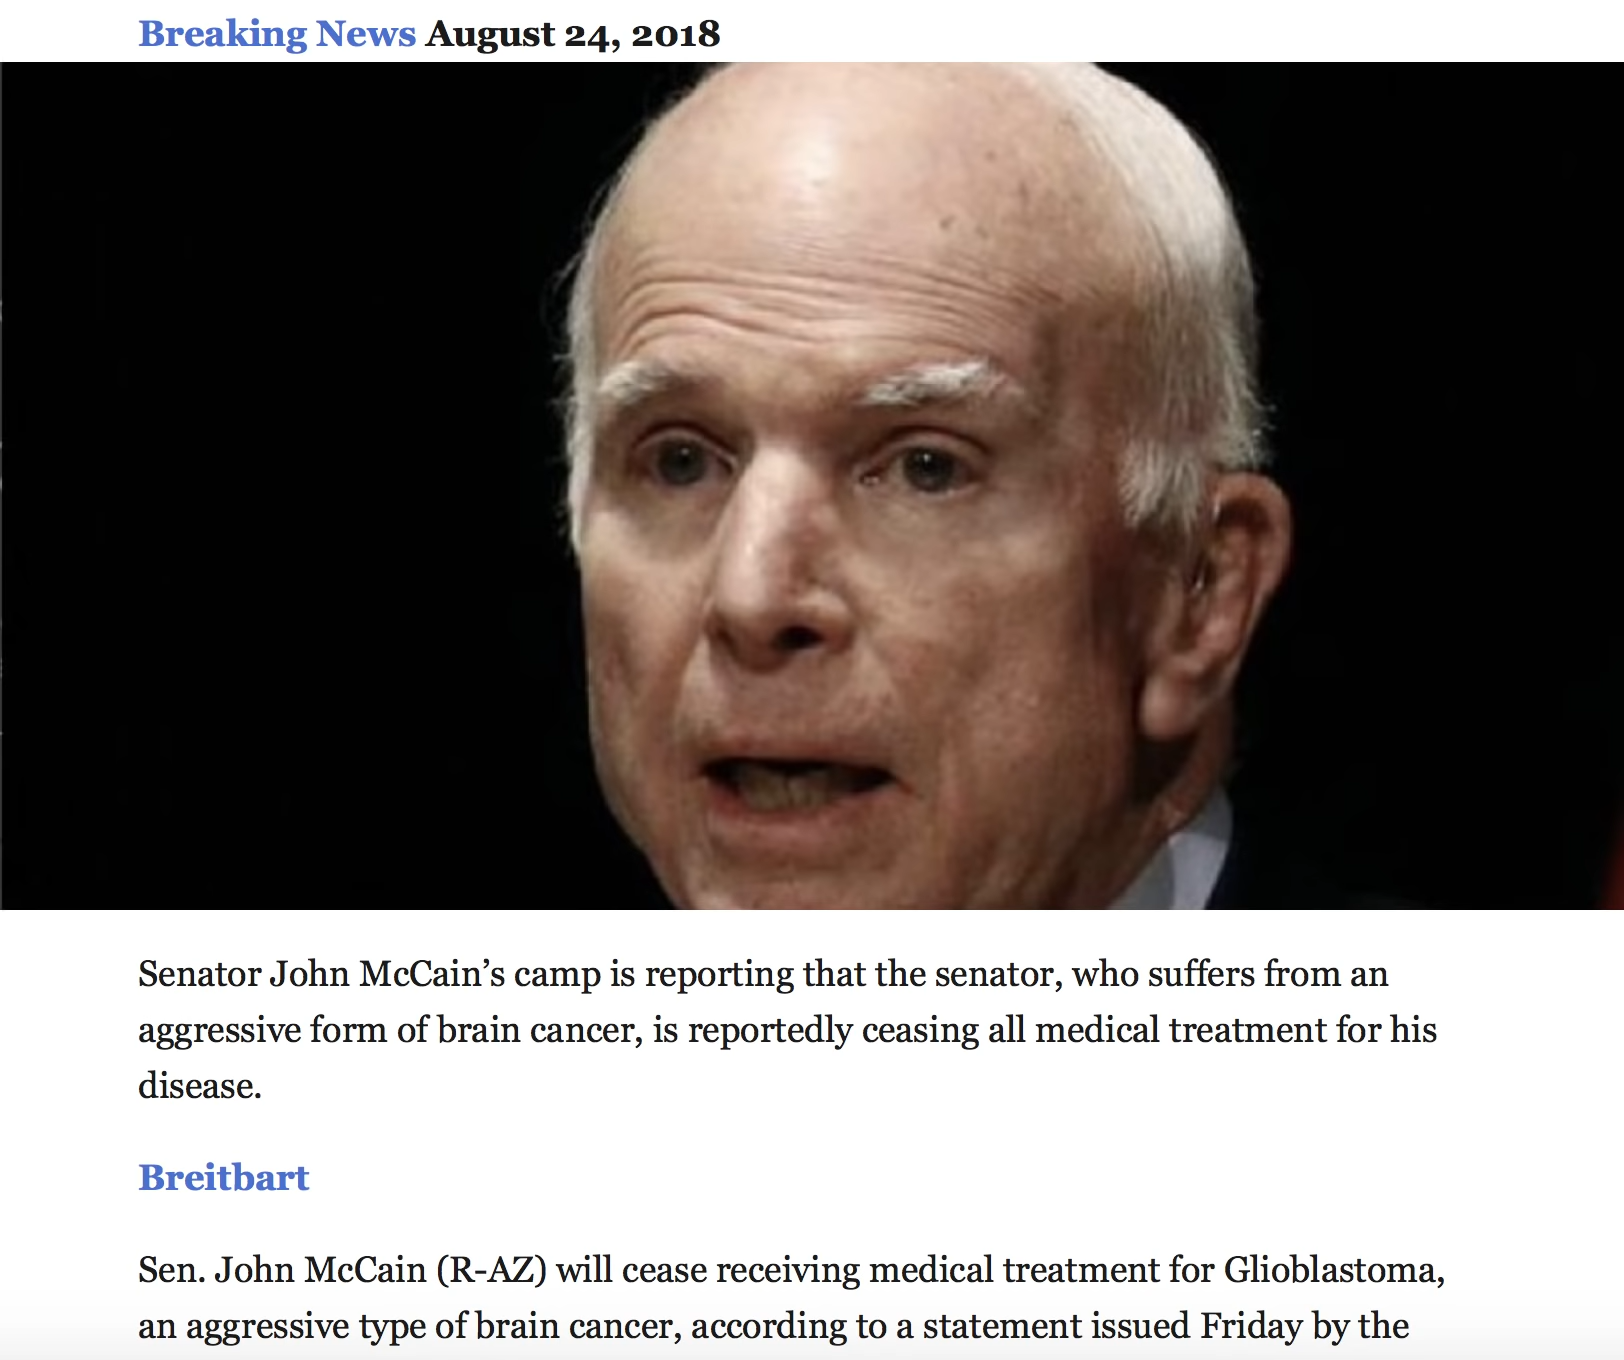 Breaking News August 24, 2018
Senator John McCain’s camp is reporting that the senator, who suffers from an
aggressive form of brain cancer, is reportedly ceasing all medical treatment for his
disease.
Breitbart
Sen. John McCain (R-AZ) will cease receiving medical treatment for Glioblastoma,
an aggressive type of brain cancer, according to a statement issued Friday by the